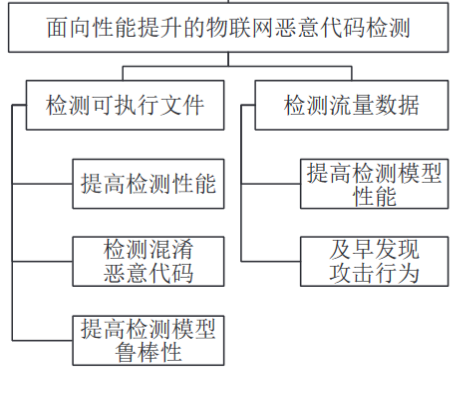 面向性能提升的物联网恶意代码检测
检测可执行文件
检测流量数据
提高检测性能
提高检测模型
性能
检测混淆
恶意代码
及早发现
攻击行为
提高检测模型
鲁棒性